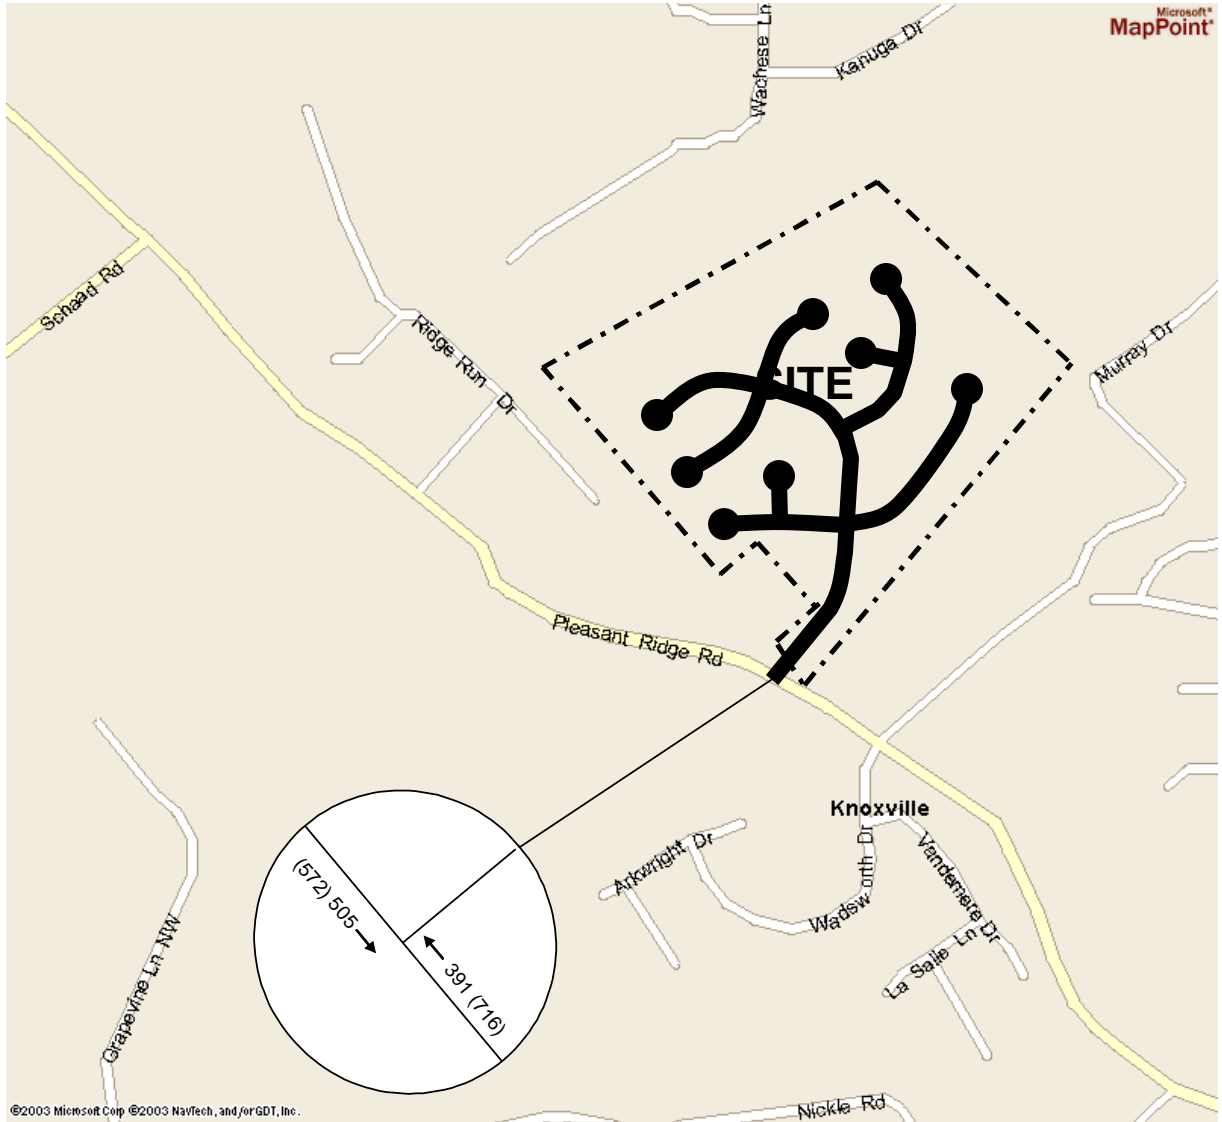 Microsoft®
MapPoint®
Wachese Ln
Kanuga Dr
Schaad Rd
Ridge Run Dr
Murray Dr
SITE
Pleasant Ridge Rd
Knoxville
Arkwright Dr
Wadsworth Dr
Vandemere Dr
La Salle Ln
Grapevine Ln NW
(572) 505
391 (716)
Nickle Rd
©2003 Microsoft Corp ©2003 NavTech, and/or GDT, Inc.